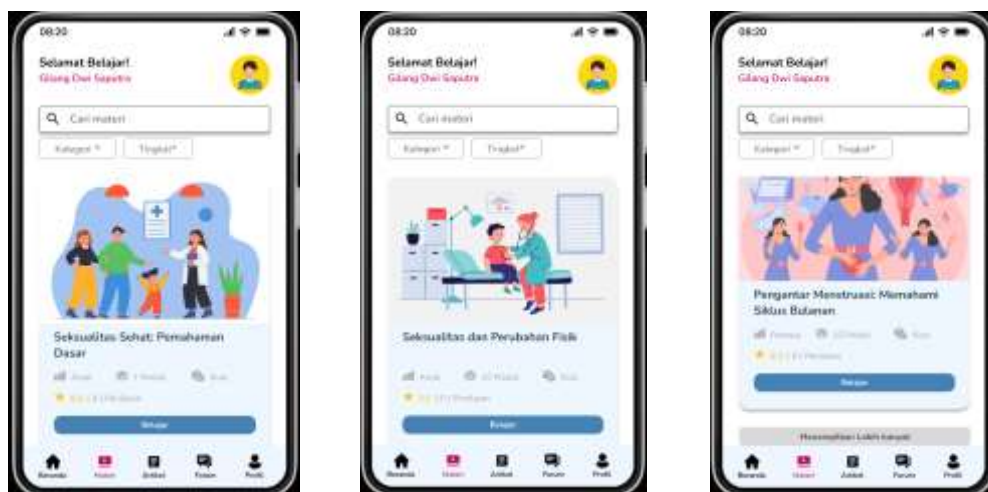 08:20
Selamat Belajar!
Gilang Dwi Saputra
Cari materi
Kategori
Tingkat
Seksualitas Sehat: Pemahaman
Dasar
Belajar
Beranda
Materi
Artikel
Forum
Profil
08:20
Selamat Belajar!
Gilang Dwi Saputra
Cari materi
Kategori
Tingkat
Seksualitas dan Perubahan Fisik
Belajar
Beranda
Materi
Artikel
Forum
Profil
08:20
Selamat Belajar!
Gilang Dwi Saputra
Cari materi
Kategori
Tingkat
Pengantar Menstruasi: Memahami
Siklus Bulanan
Belajar
Menampilkan Lebih banyak
Beranda
Materi
Artikel
Forum
Profil